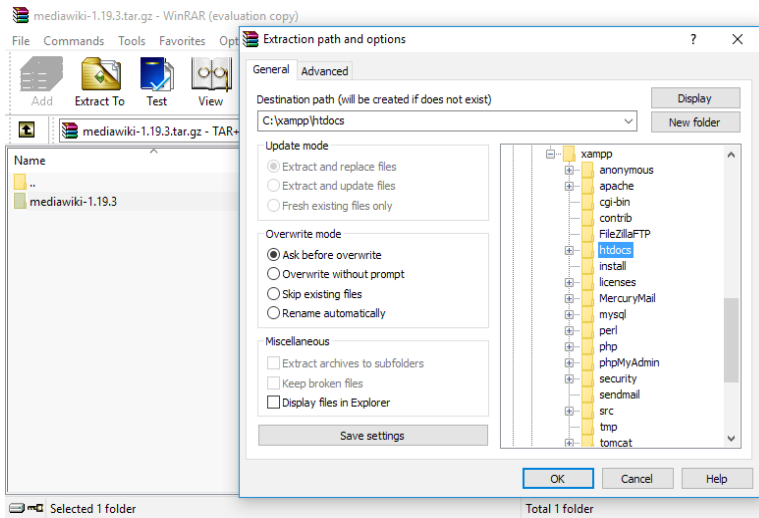 mediawiki-1.19.3.tar.gz - WinRAR (evaluation copy)
File Commands Tools Favorites Opt
Add Extract To Test View
mediawiki-1.19.3.tar.gz - TAR+
Name
..
mediawiki-1.19.3
Selected 1 folder
Total 1 folder
Extraction path and options
?
General Advanced
Destination path (will be created if does not exist)
C:\xampp\htdocs
Display
New folder
Update mode
Extract and replace files
Extract and update files
Fresh existing files only
Overwrite mode
Ask before overwrite
Overwrite without prompt
Skip existing files
Rename automatically
Miscellaneous
Extract archives to subfolders
Keep broken files
Display files in Explorer
Save settings
xampp
anonymous
apache
cgi-bin
contrib
FileZillaFTP
htdocs
install
licenses
MercuryMail
mysql
perl
php
phpMyAdmin
security
sendmail
src
tmp
tomcat
OK Cancel Help